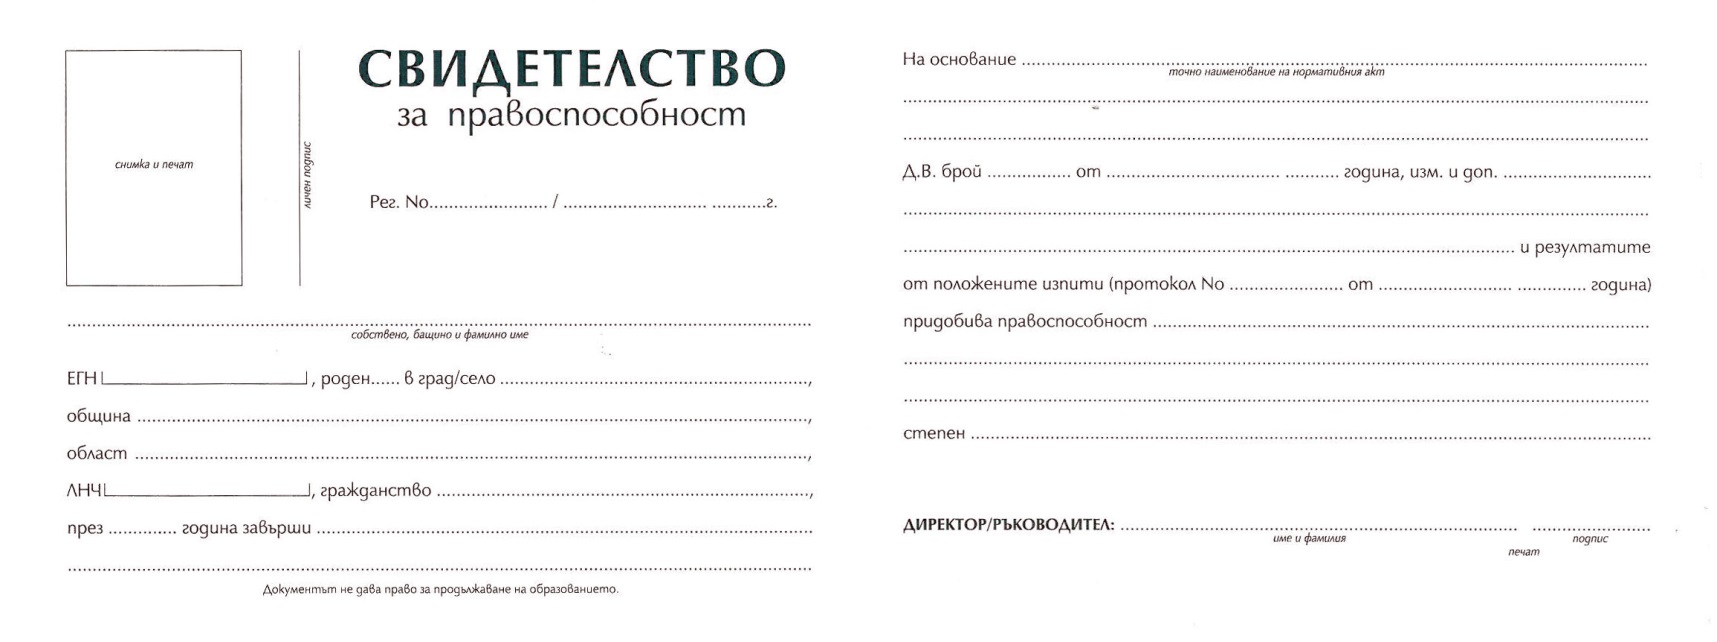 СВИДЕТЕЛСТВО
за правоспособност
снимка и печат
личен подпис
Рег. No........................ / ............................. ...........г.
собствено, бащино и фамилно име
ЕГН , роден...... в град/село ..............................................................,
община ........................................................................................................................................,
област ........................................................................................................................................,
ЛНЧ , гражданство ............................................................................,
през .............. година завърши ....................................................................................................
Документът не дава право за продължаване на образованието.
На основание ................................................................................................................................
точно наименование на нормативния акт
Д.В. брой ................. от ................................... ........... година, изм. и доп. ..............................
............................................................................................................................ и резултатите
от положените изпити (протокол No ....................... от ........................... .............. година)
придобива правоспособност .....................................................................................................
степен ..........................................................................................................................................
ДИРЕКТОР/РЪКОВОДИТЕЛ: ................................................................................ ........................
име и фамилия
подпис
печат